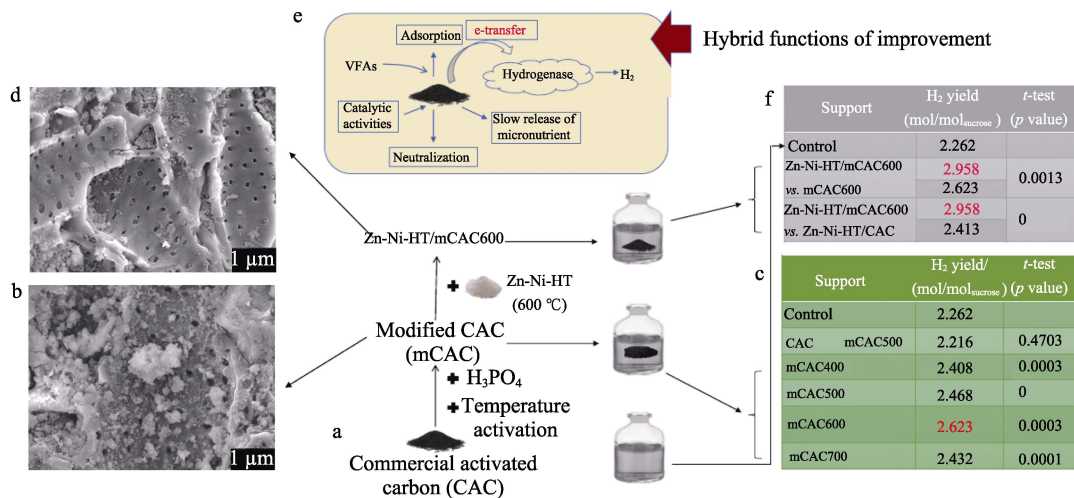 e
Adsorption
e-transfer
VFAs
Hydrogenase
H₂
Catalytic
activities
Slow release of
micronutrient
Neutralization
Hybrid functions of improvement
d
1 μm
b
1 μm
Zn-Ni-HT/mCAC600
+ Zn-Ni-HT
(600 ℃)
Modified CAC
(mCAC)
+ H₃PO₄
+ Temperature
activation
a
Commercial activated
carbon (CAC)
f
Support H₂ yield (mol/molsucrose) t-test (p value)
Control 2.262
Zn-Ni-HT/mCAC600 2.958 0.0013
vs. mCAC600 2.623
Zn-Ni-HT/mCAC600 2.958 0
vs. Zn-Ni-HT/CAC 2.413
c
Support H₂ yield/ mol/molsucrose) t-test (p value)
Control 2.262
CAC mCAC500 2.216 0.4703
mCAC400 2.408 0.0003
mCAC500 2.468 0
mCAC600 2.623 0.0003
mCAC700 2.432 0.0001